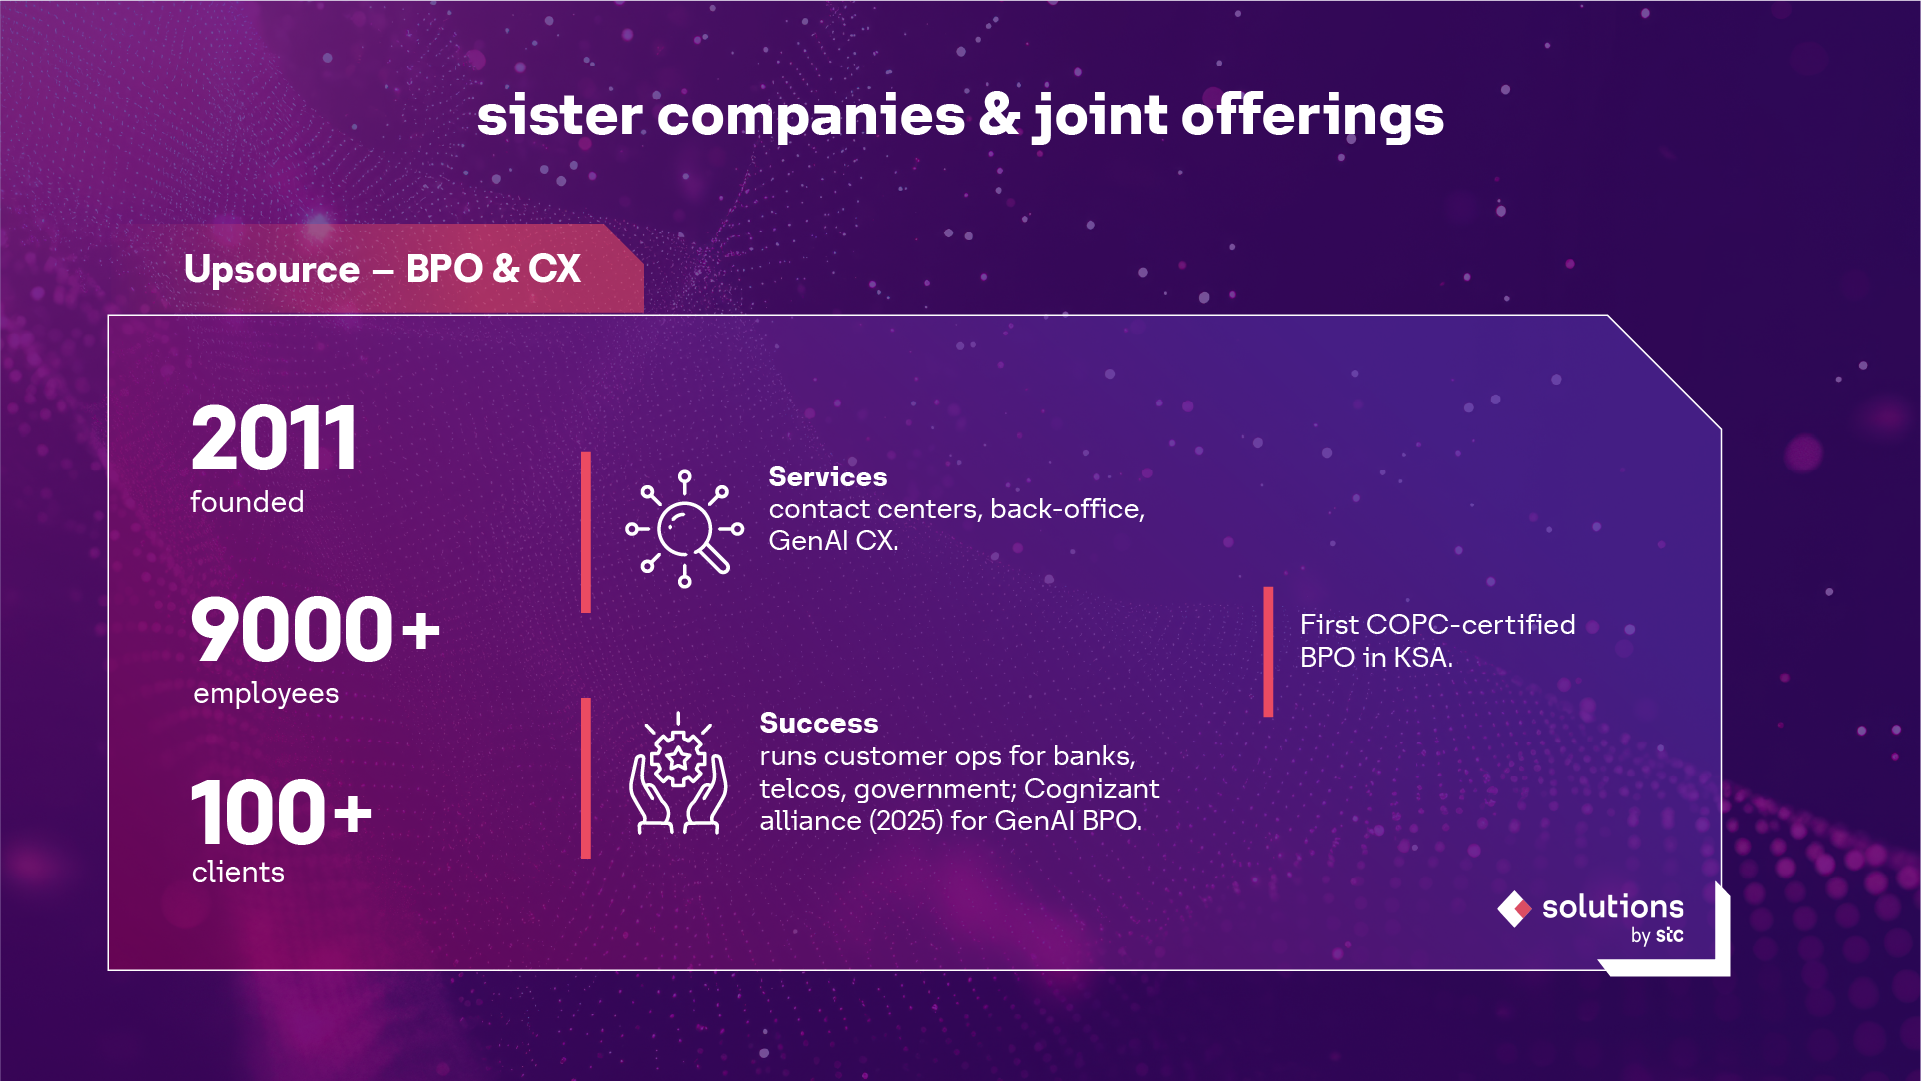 sister companies & joint offerings
Upsource – BPO & CX
2011
founded
9000+
employees
100+
clients
Services
contact centers, back-office,
GenAI CX.
Success
runs customer ops for banks,
telcos, government; Cognizant
alliance (2025) for GenAI BPO.
First COPC-certified
BPO in KSA.
solutions
by stc